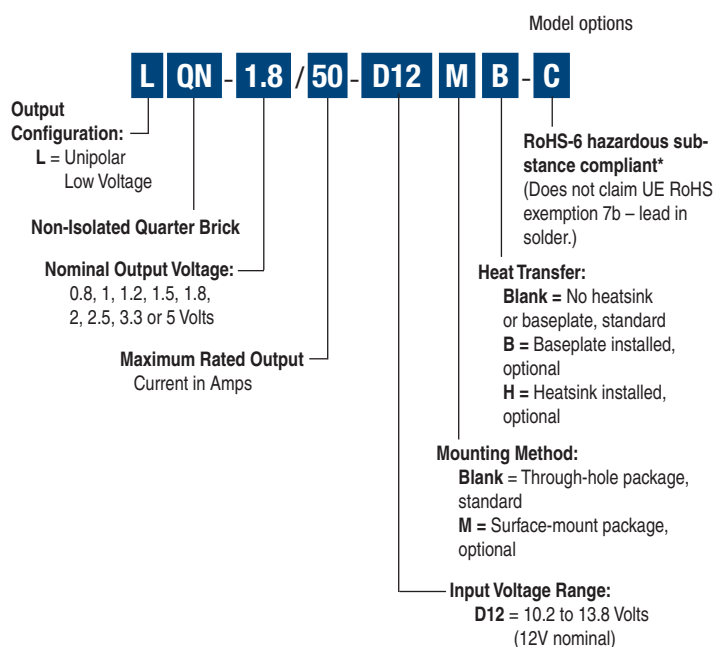 Model options
L QN - 1.8 / 50 - D12 M B - C
Output
Configuration:
L = Unipolar
Low Voltage
Non-Isolated Quarter Brick
Nominal Output Voltage:
0.8, 1, 1.2, 1.5, 1.8,
2, 2.5, 3.3 or 5 Volts
Maximum Rated Output
Current in Amps
RoHS-6 hazardous sub-
stance compliant*
(Does not claim UE RoHS
exemption 7b – lead in
solder.)
Heat Transfer:
Blank = No heatsink
or baseplate, standard
B = Baseplate installed,
optional
H = Heatsink installed,
optional
Mounting Method:
Blank = Through-hole package,
standard
M = Surface-mount package,
optional
Input Voltage Range:
D12 = 10.2 to 13.8 Volts
(12V nominal)